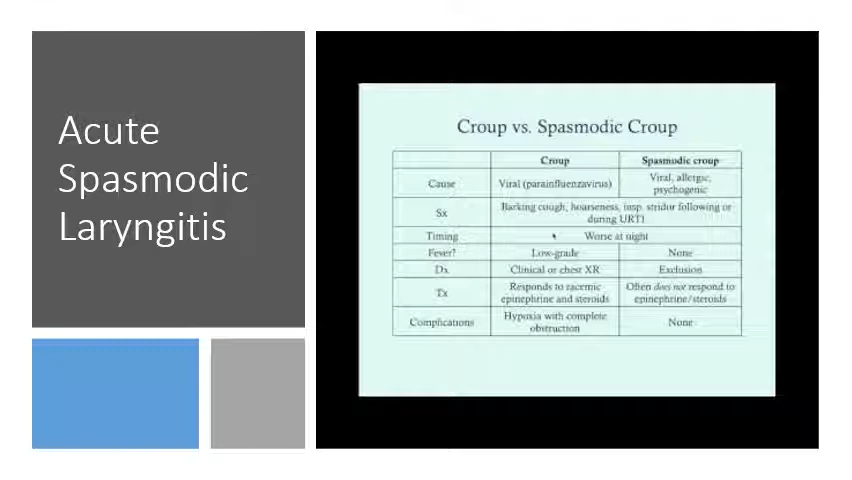 Acute
Spasmodic
Laryngitis
Croup vs. Spasmodic Croup
Croup Spasmodic croup
Cause Viral (parainfluenzavirus) Viral, allergic,
psychogenic
Sx Barking cough, hoarseness, insp. stridor following or
during URTI
Timing Worse at night
Fever? Low-grade None
Dx Clinical or chest XR Exclusion
Tx Responds to racemic
epinephrine and steroids Often does not respond to
epinephrine/steroids
Complications Hypoxia with complete
obstruction None